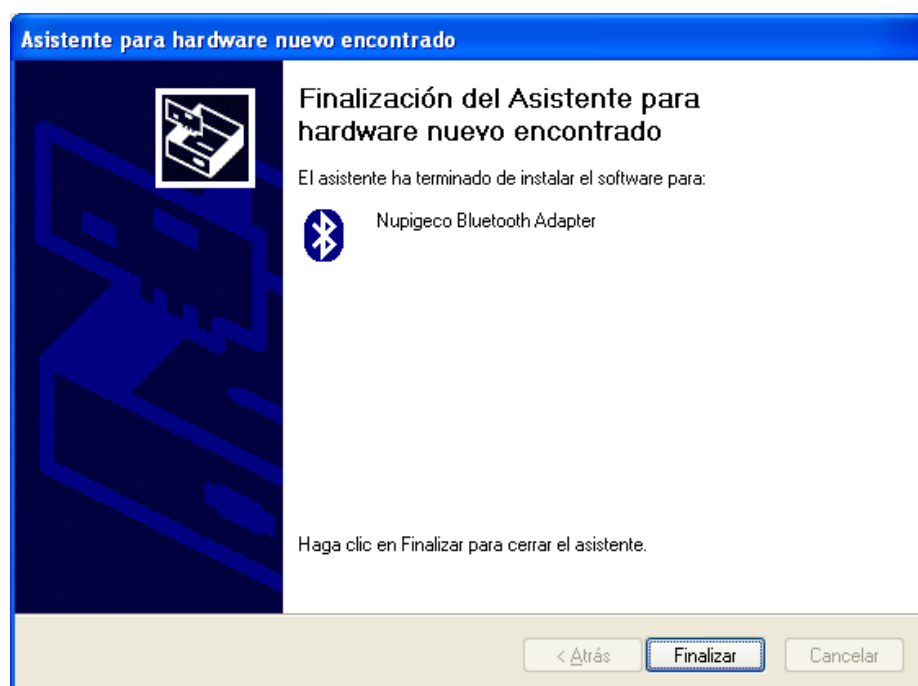 Asistente para hardware nuevo encontrado
Finalización del Asistente para
hardware nuevo encontrado
El asistente ha terminado de instalar el software para:
Nupigeco Bluetooth Adapter
Haga clic en Finalizar para cerrar el asistente.
< Atrás Finalizar Cancelar